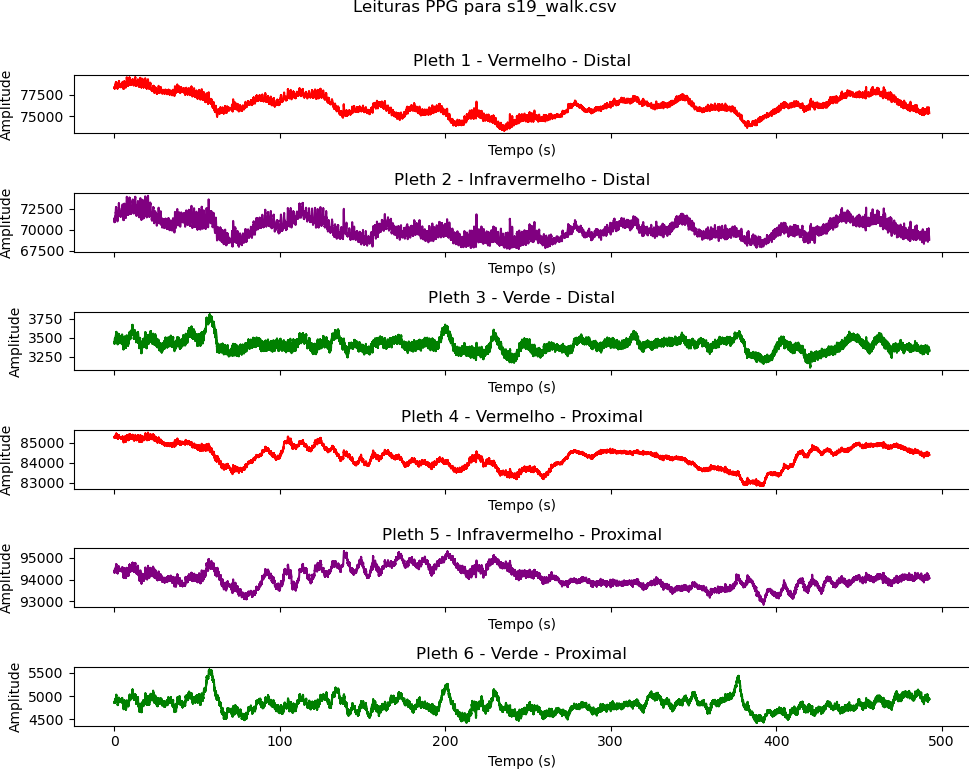 Leituras PPG para s19_walk.csv
Pleth 1 - Vermelho - Distal
Amplitude
77500
75000
Tempo (s)
Pleth 2 - Infravermelho - Distal
Amplitude
72500
70000
67500
Tempo (s)
Pleth 3 - Verde - Distal
Amplitude
3750
3500
3250
Tempo (s)
Pleth 4 - Vermelho - Proximal
Amplitude
85000
84000
83000
Tempo (s)
Pleth 5 - Infravermelho - Proximal
Amplitude
95000
94000
93000
Tempo (s)
Pleth 6 - Verde - Proximal
Amplitude
5500
5000
4500
0 100 200 300 400 500
Tempo (s)